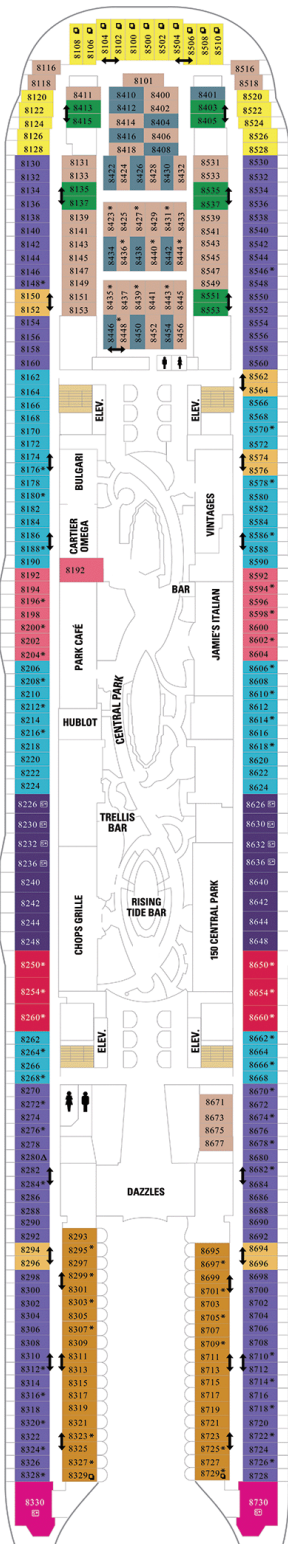 8108 8106 8104 8102 8100 8500 8502 8504 8506 8508 8510
8116 8516
8118 8101 8518
8120 8411 8410 8400 8401 8520
8122 8413 8412 8402 8403 8522
8124 8415 8414 8404 8405 8524
8126 8416 8406 8526
8128 8418 8408 8528
8130 8131 8422 8424 8426 8428 8430 8432 8531 8530
8132 8133 8533 8532
8134 8135 8535 8534
8136 8137 8537 8536
8138 8139 8423* 8425 8427* 8429 8431* 8433 8539 8538
8140 8141 8541 8540
8142 8143 8434 8436* 8438 8440* 8442 8444* 8543 8542
8144 8145 8545 8544
8146 8147 8547 8546*
8148* 8149 8435* 8437 8439* 8441 8443* 8445 8549 8548
8150 8151 8551 8550
8152 8153 8553 8552
8154 8446 8448* 8450 8452 8454 8456 8554
8156 8556
8158 8558
8160 8560
8162 8562
8164 8564
8166 ELEV. ELEV. 8566
8168 8568
8170 8570*
8172 8572
8174 BULGARI 8574
8176* 8576
8178 8578*
8180* 8580
8182 VINTAGES 8582
8184 8584
8186 CARTIER OMEGA 8586*
8188* 8588
8190 8590
8192 8192 8592
8194 BAR 8594*
8196* 8596
8198 PARK CAFÉ JAMIE'S ITALIAN 8598*
8200* 8600
8202 8602*
8204* 8604
8206 8606*
8208* 8608
8210 CENTRAL PARK 8610*
8212* 8612
8214 HUBLOT 8614*
8216* 8616
8218 8618*
8220 8620
8222 8622
8224 8624
8226 8626
8230 TRELLIS BAR 8630
8232 8632
8236 8636
8240 8640
8242 CHOPS GRILLE RISING TIDE BAR 150 CENTRAL PARK 8642
8244 8644
8248 8648
8250* 8650*
8254* 8654*
8260* 8660*
8262 ELEV. ELEV. 8662*
8264* 8664
8266 8666*
8268* 8668
8270 8670*
8272* 8671 8672
8274 8673 8674
8276* 8675 8676
8278 8677 8678*
8280Δ 8680
8282 8682*
8284* DAZZLES 8684
8286 8686
8288 8688
8290 8690
8292 8293 8692
8294 8295* 8695 8694
8296 8297 8697* 8696
8298 8299* 8699 8698
8300 8301 8701* 8700
8302 8303* 8703 8702
8304 8305 8705* 8704
8306 8307* 8707 8706
8308 8309 8709* 8708
8310 8311 8711 8710*
8312* 8313 8713 8712
8314 8315 8715 8714*
8316* 8317 8717 8716
8318 8319 8719 8718*
8320* 8321 8721 8720
8322 8323* 8723 8722*
8324* 8325 8725* 8724
8326 8327* 8727 8726*
8328* 8329 8729* 8728
8330 8730